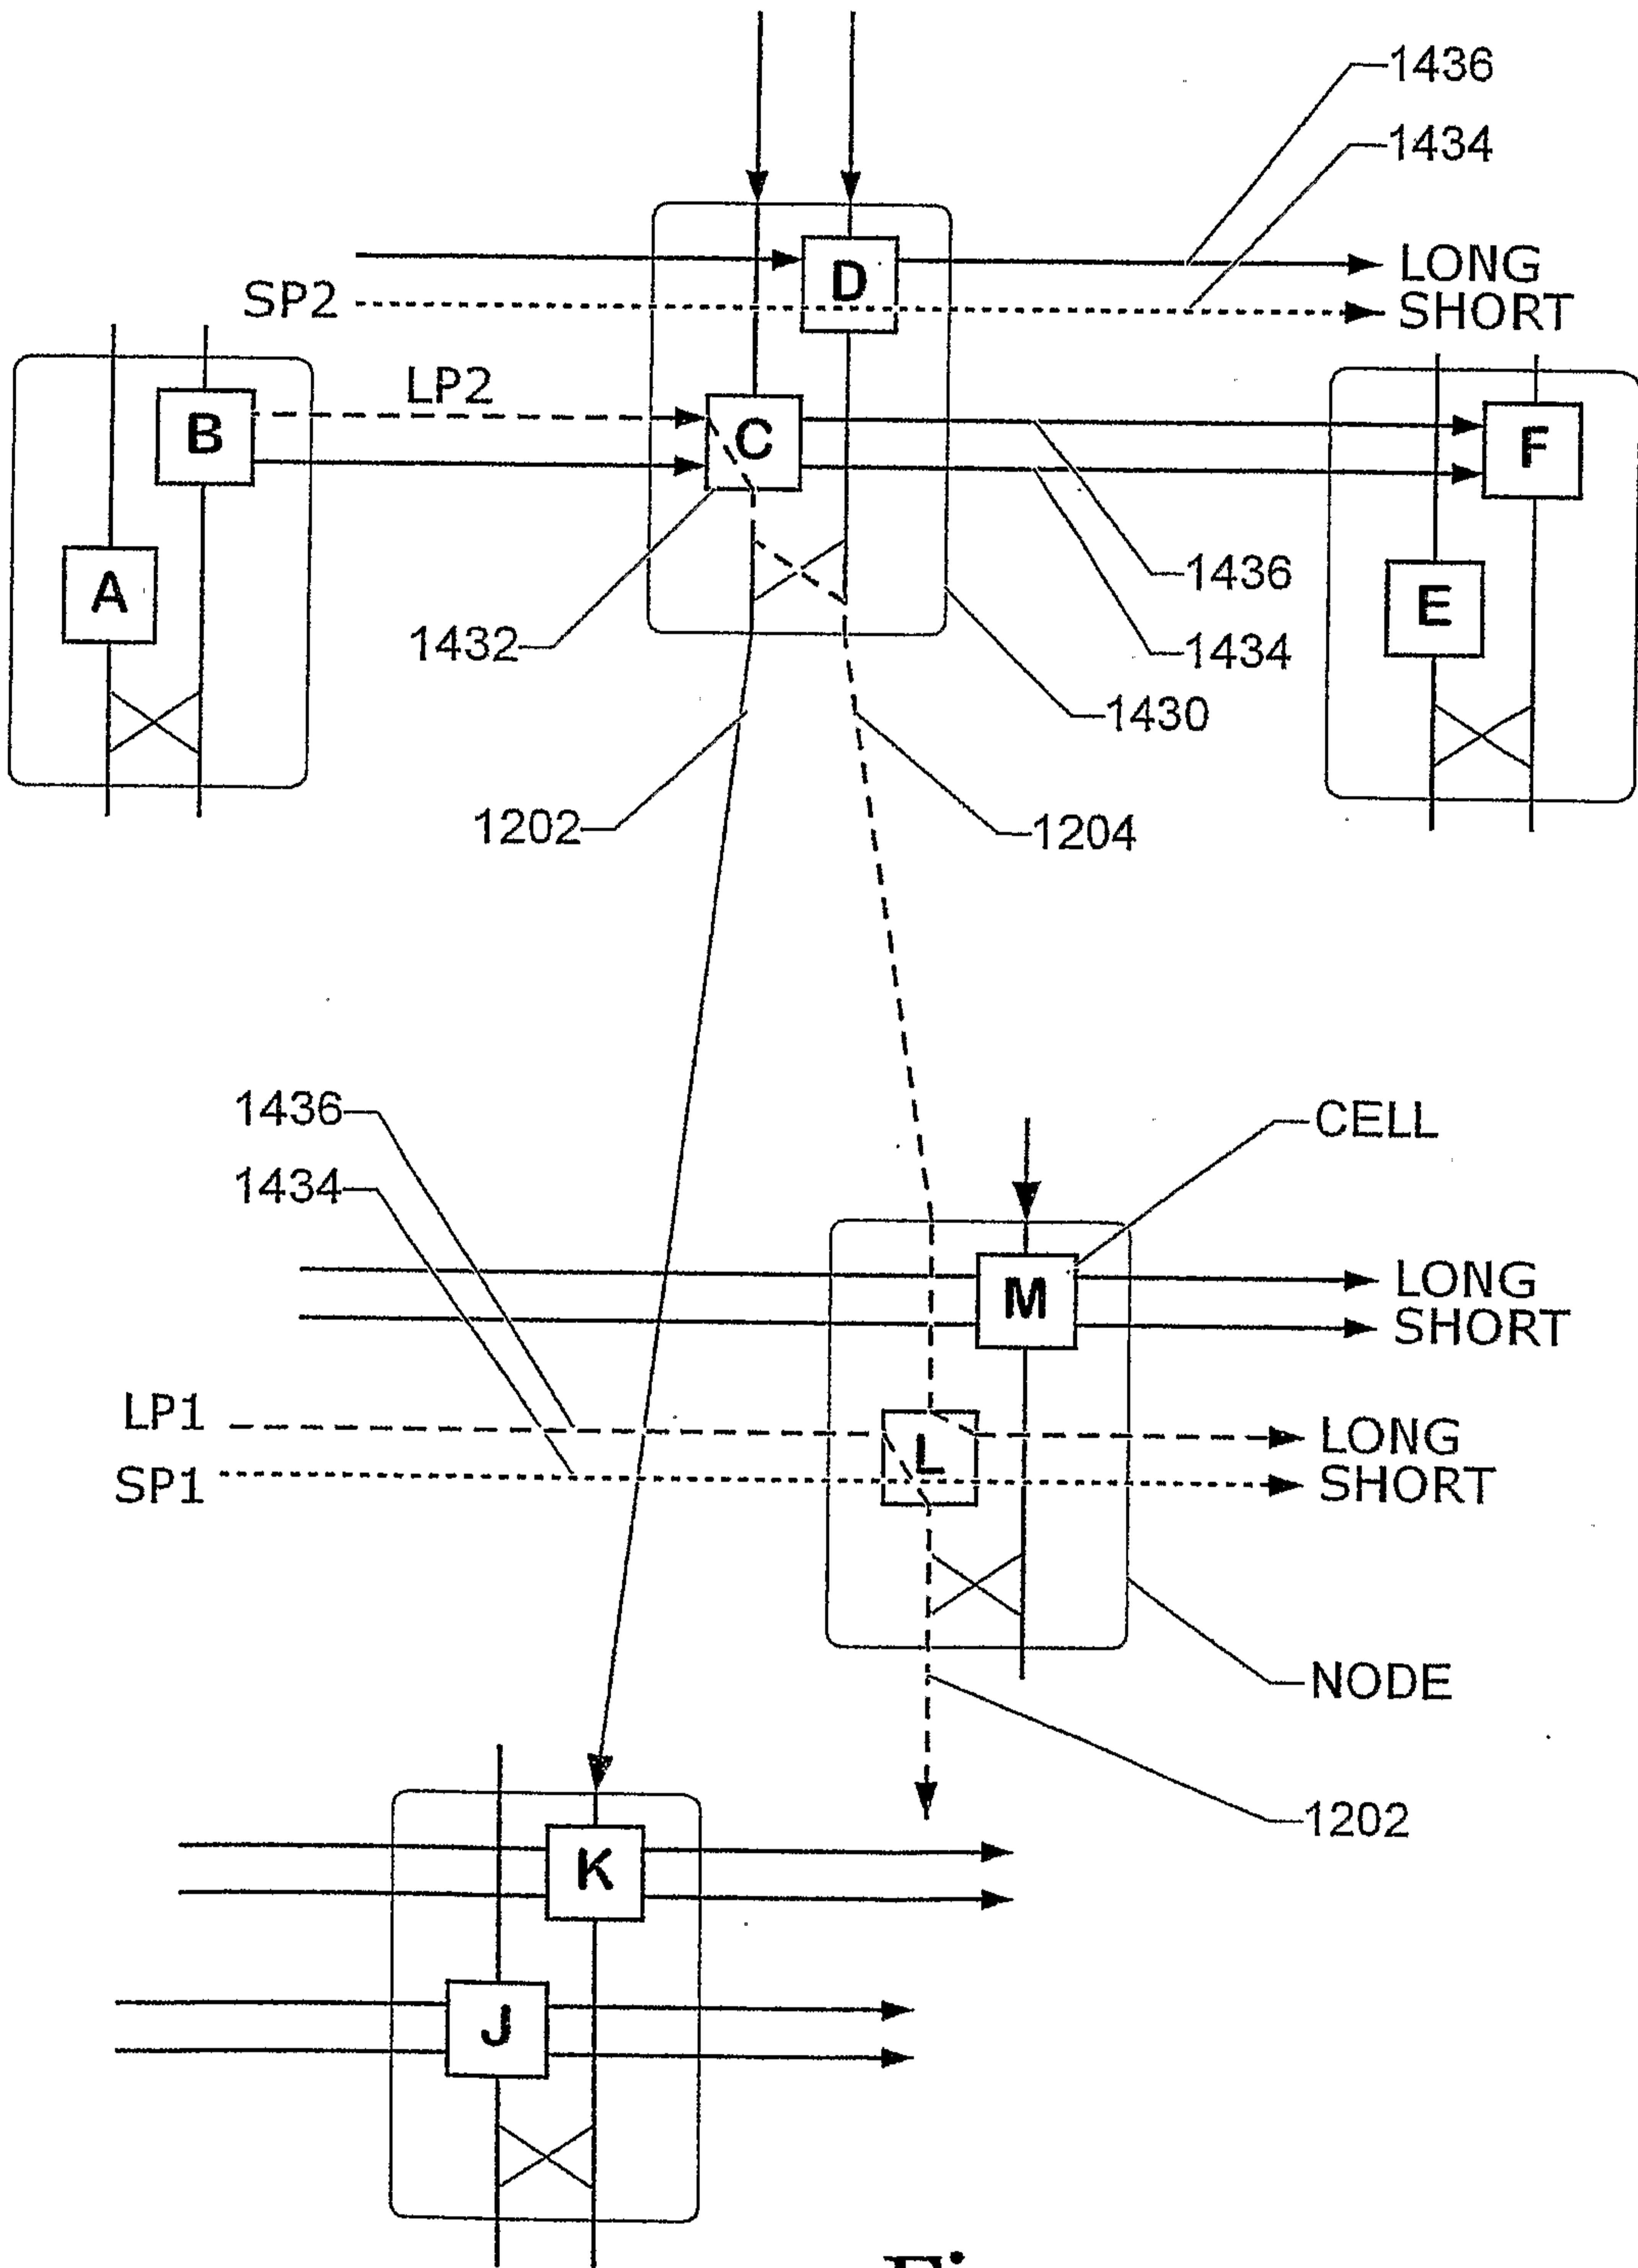 1436
1434
D
LONG
SP2
SHORT
LP2
B
C
F
A
E
1432
1436
1434
1430
1202
1204
1436
CELL
1434
M
LONG
SHORT
LP1
L
LONG
SP1
SHORT
NODE
1202
K
J